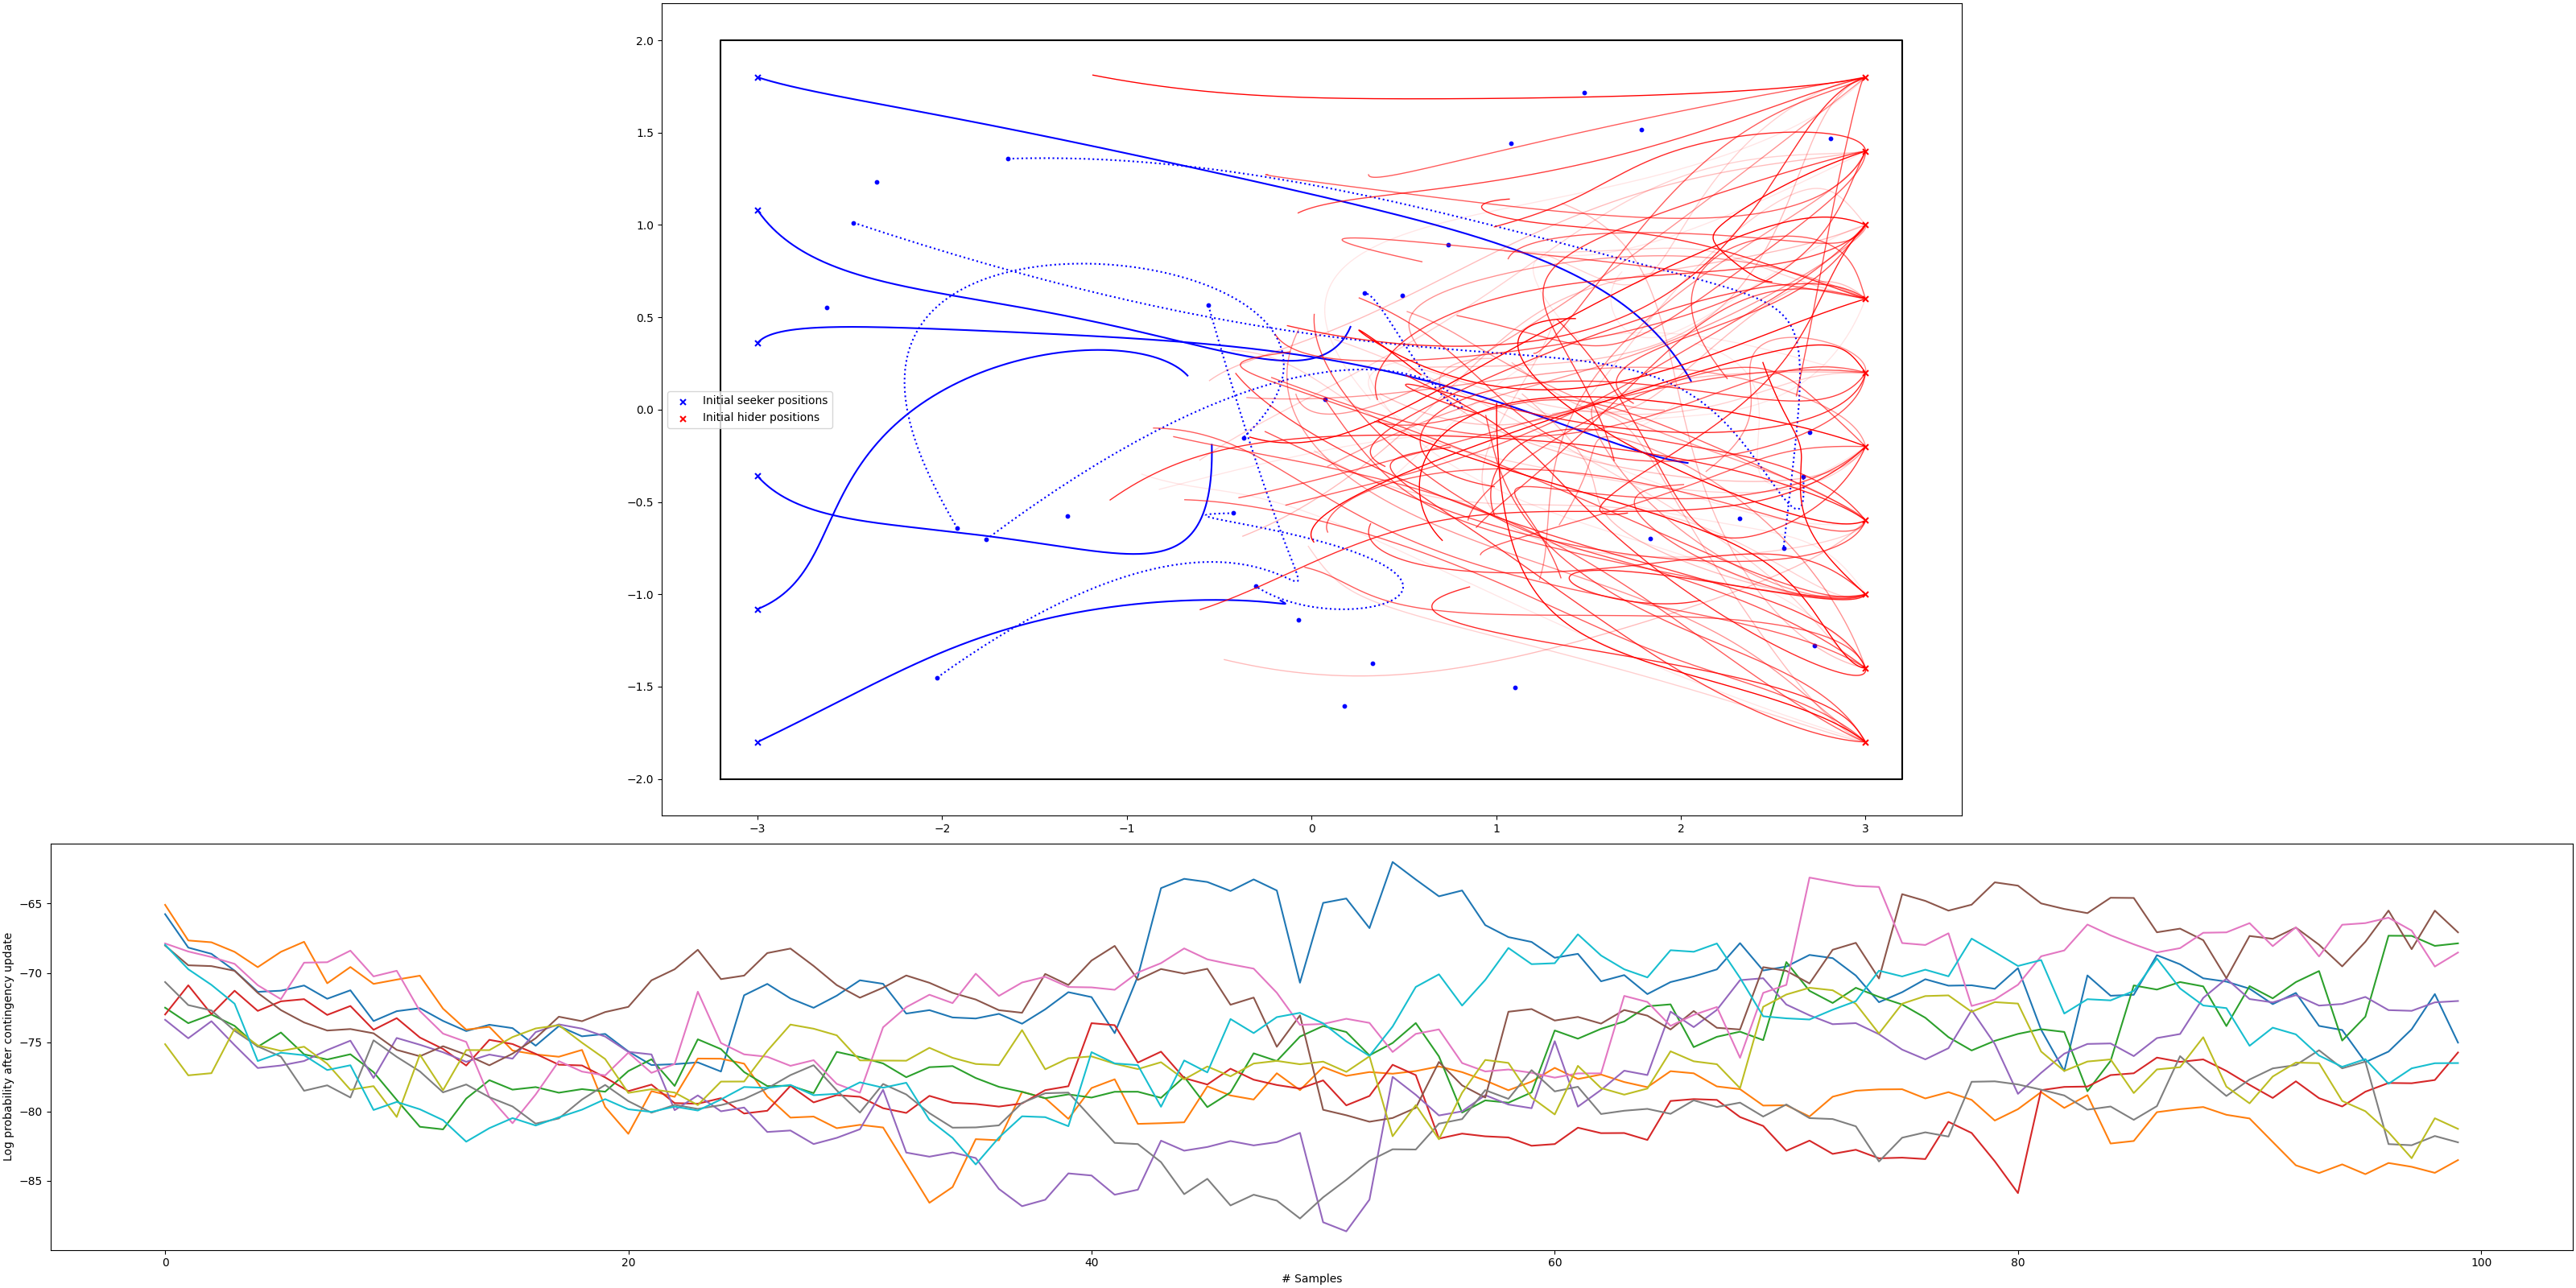 2.0
1.5
1.0
0.5
0.0
−0.5
−1.0
−1.5
−2.0
Initial seeker positions
Initial hider positions
−3 −2 −1 0 1 2 3
Log probability after contingency update
−65
−70
−75
−80
−85
0 20 40 60 80 100
# Samples